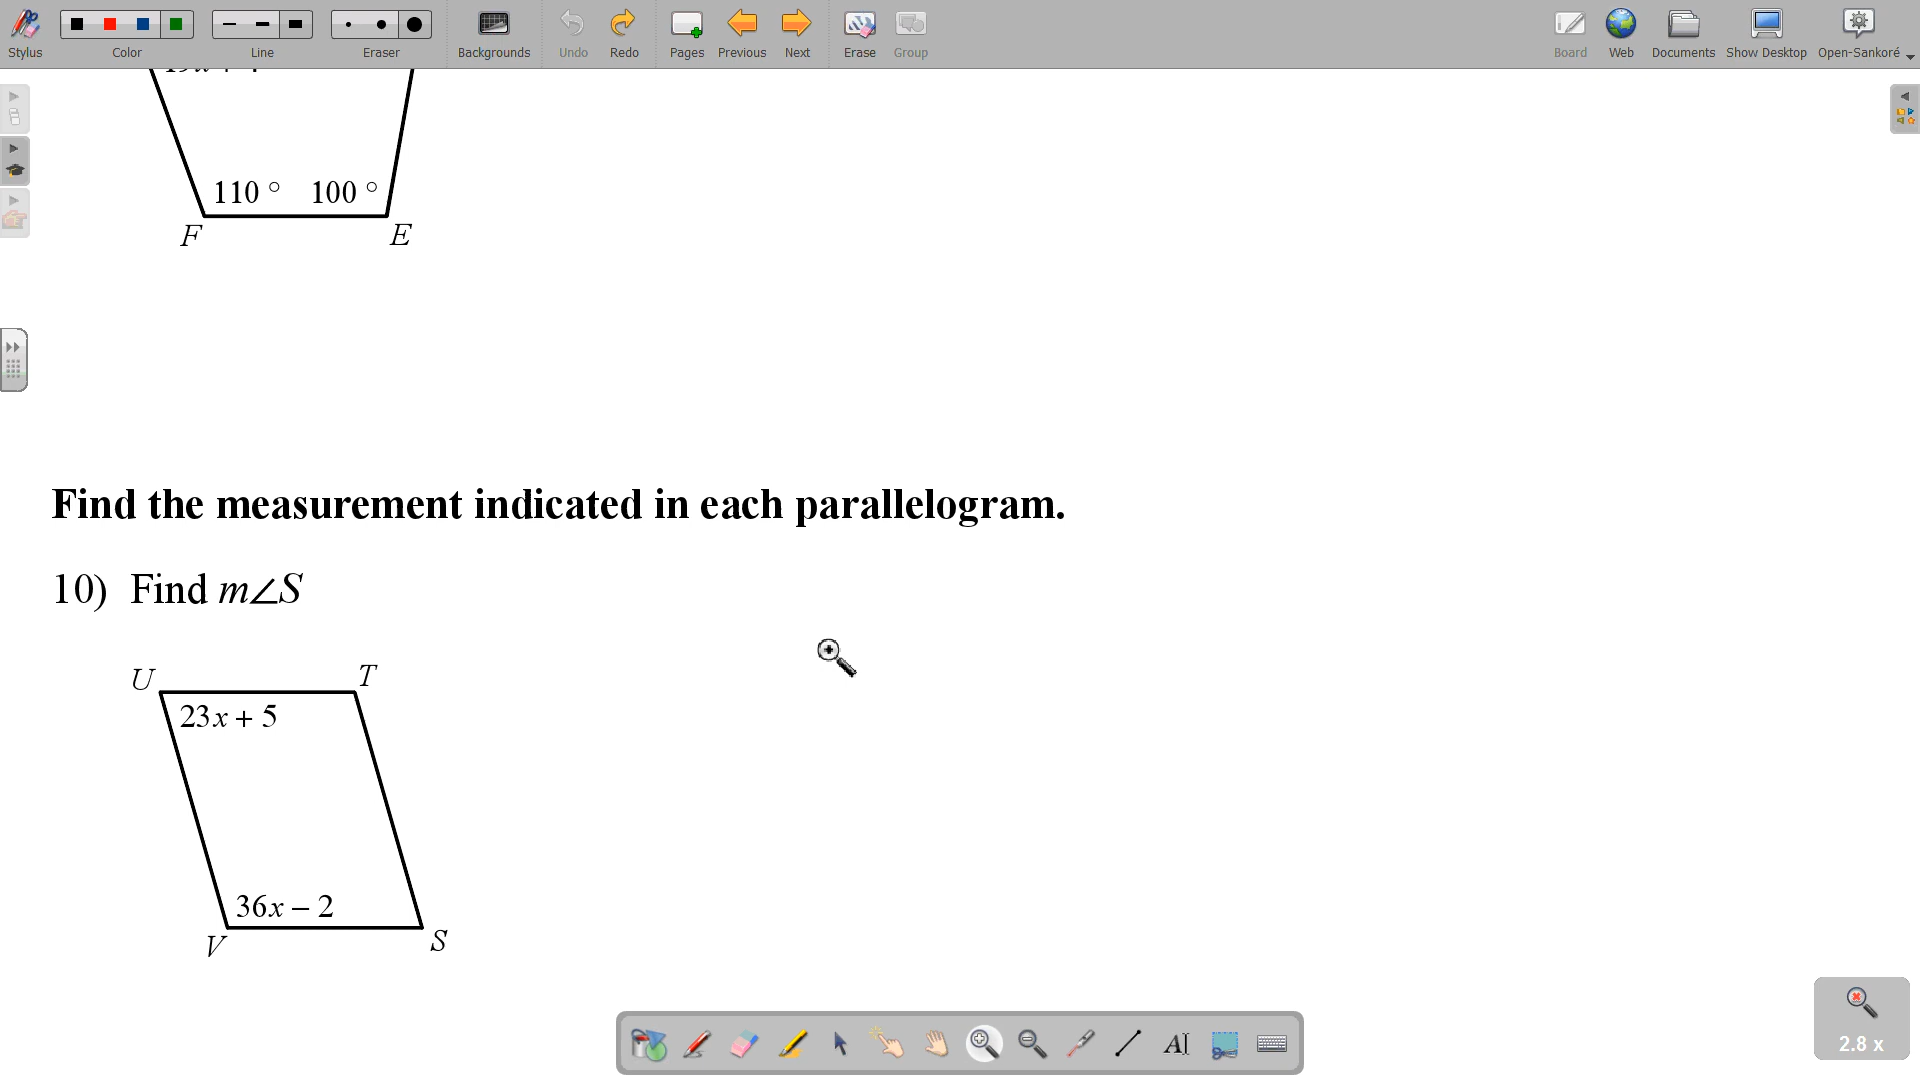 Stylus Color Line Eraser Backgrounds Undo Redo Pages Previous Next Erase Group Board Web Documents Show Desktop Open-Sankoré
110 ° 100 °
F E
Find the measurement indicated in each parallelogram.
10) Find m∠S
U T
23x + 5
36x − 2
V S
2.8 x